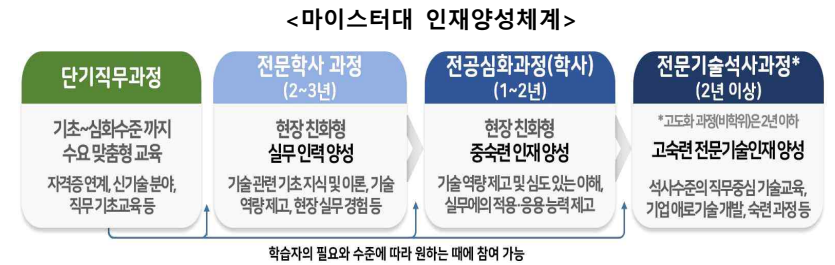 <마이스터대 인재양성체계>
단기직무과정
기초~심화수준 까지
수요 맞춤형 교육
자격증 연계, 신기술 분야,
직무 기초교육 등
전문학사 과정
(2~3년)
현장 친화형
실무 인력 양성
기술 관련 기초 지식 및 이론, 기술
역량 제고, 현장 실무 경험 등
전공심화과정(학사)
(1~2년)
현장 친화형
중숙련 인재 양성
기술 역량 제고 및 심도 있는 이해,
실무에의 적용·응용 능력 제고
전문기술석사과정*
(2년 이상)
*고도화 과정(비학위)은 2년 이하
고숙련 전문기술인재 양성
석사수준의 직무중심 기술교육,
기업 애로기술 개발, 숙련 과정 등
학습자의 필요와 수준에 따라 원하는 때에 참여 가능